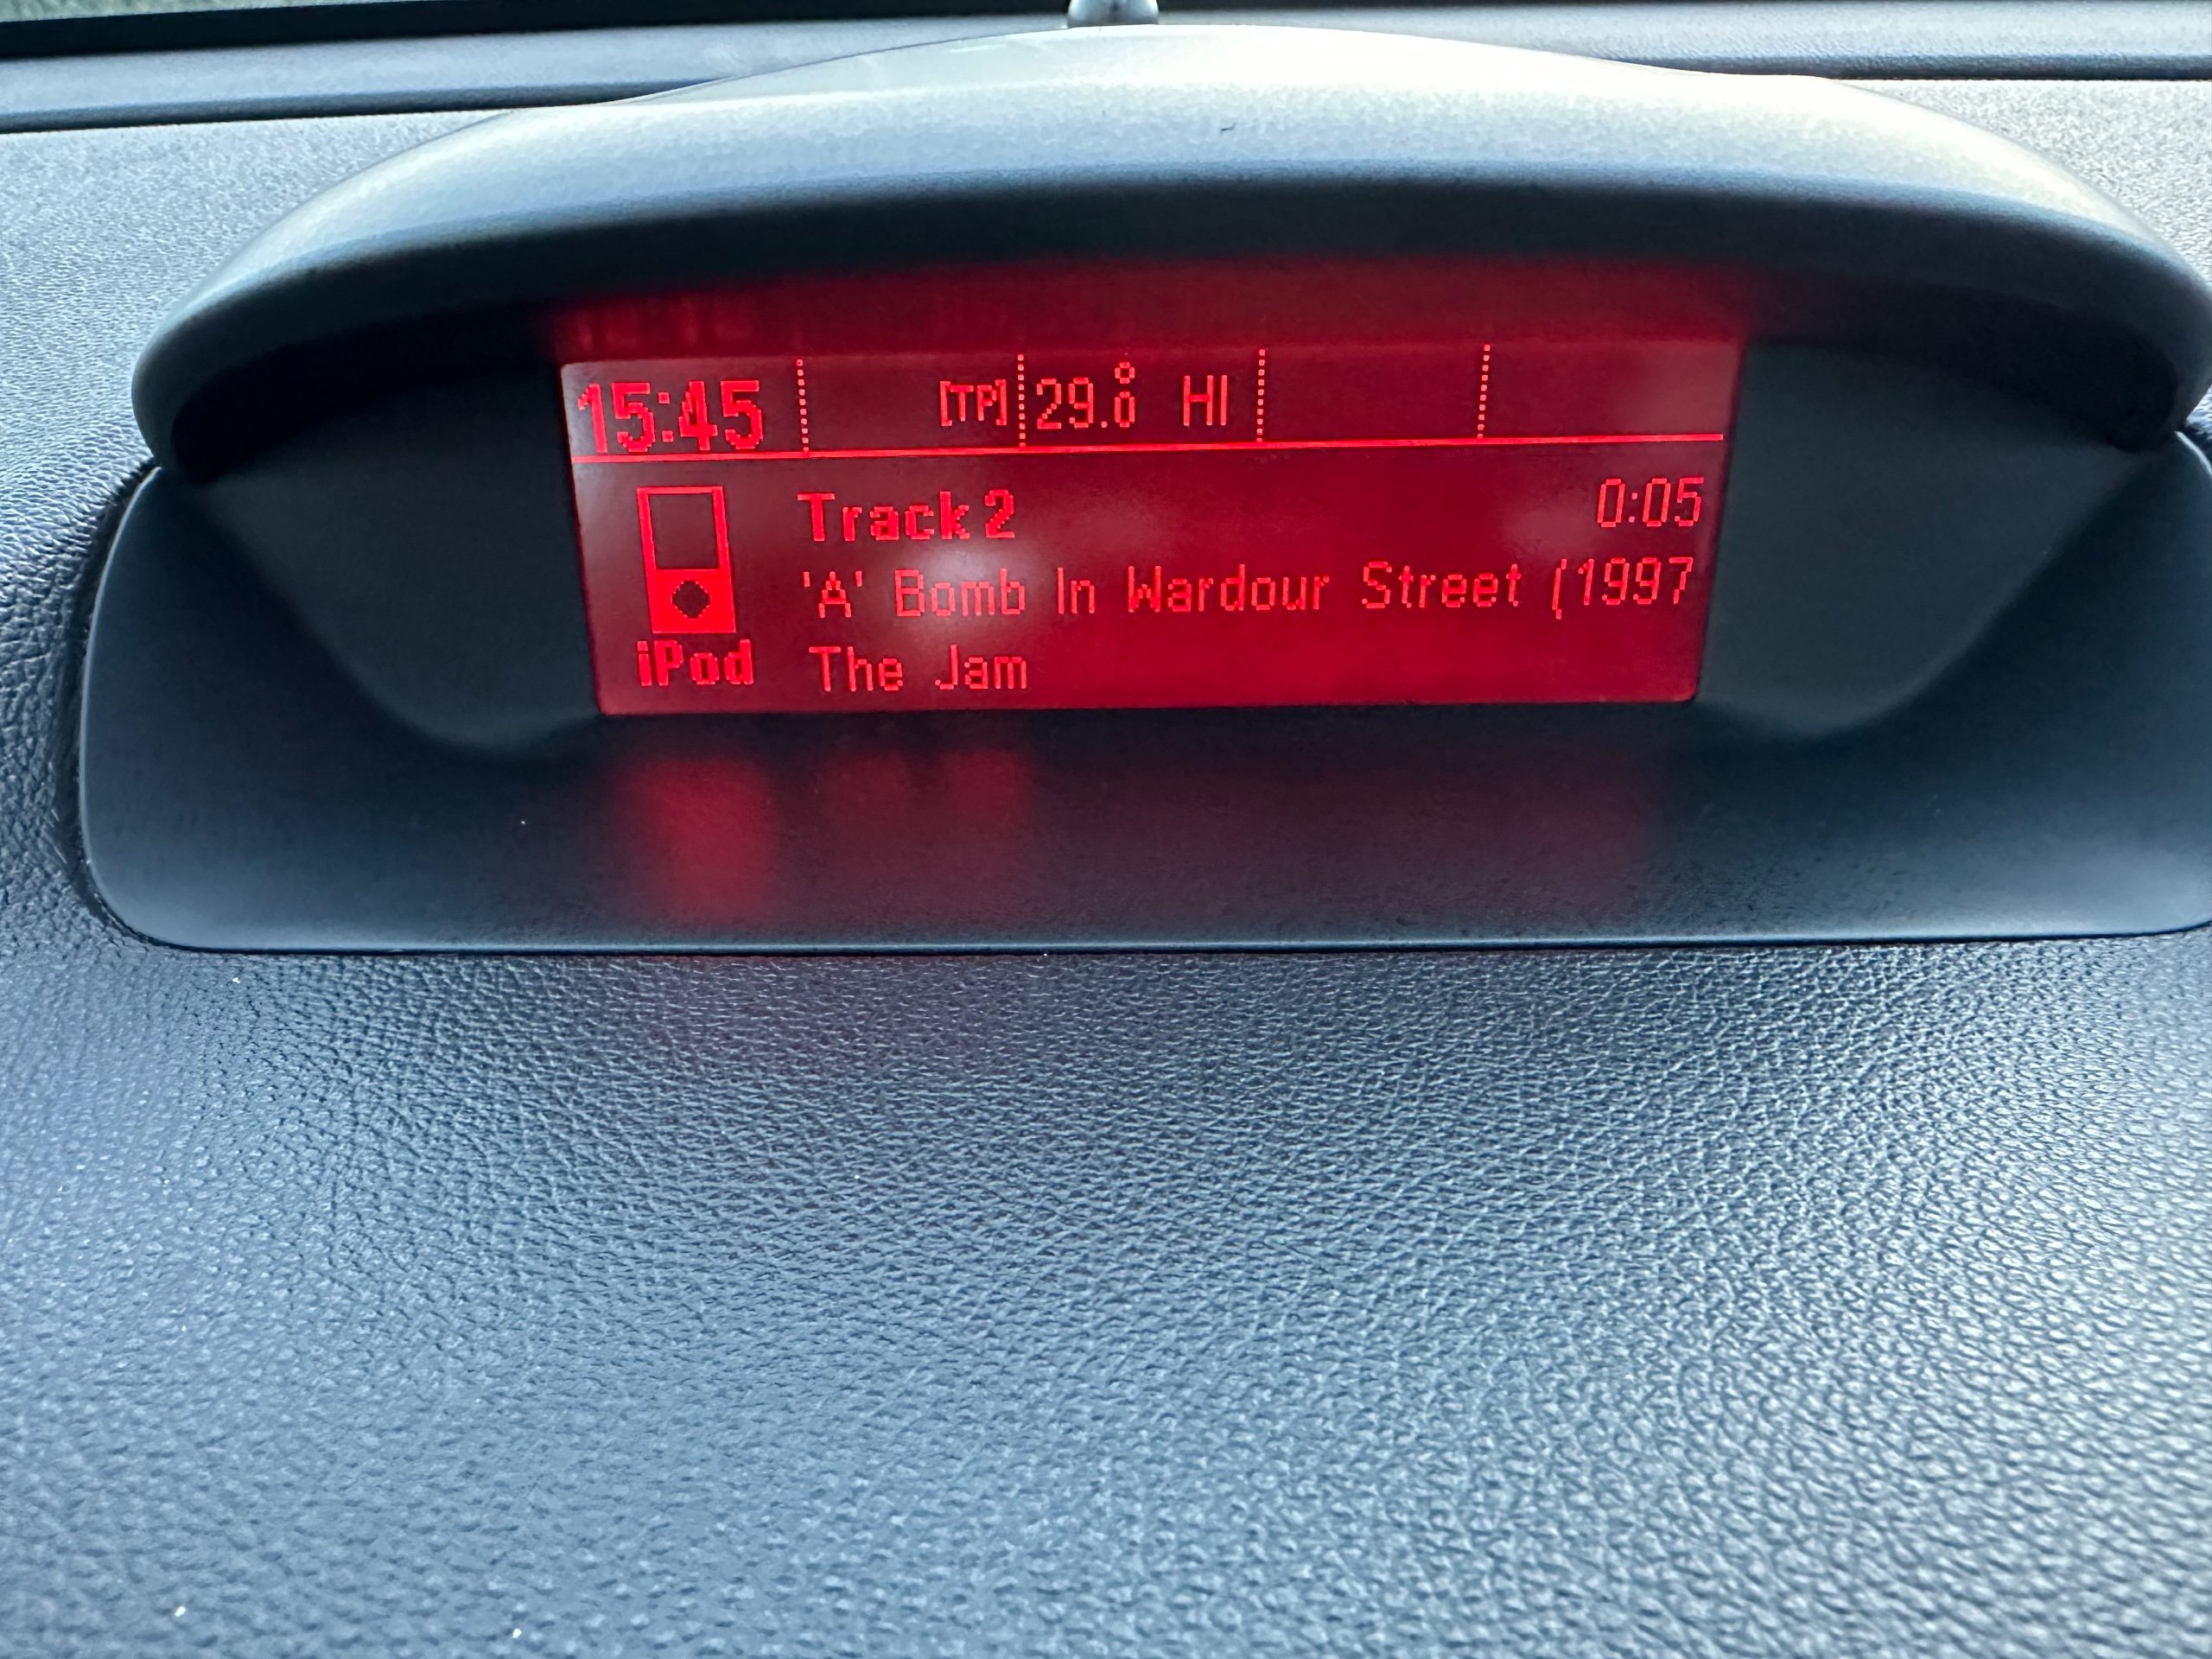 15:45 [TP] 29.0° HI
Track 2 0:05
'A' Bomb In Wardour Street (1997
iPod The Jam